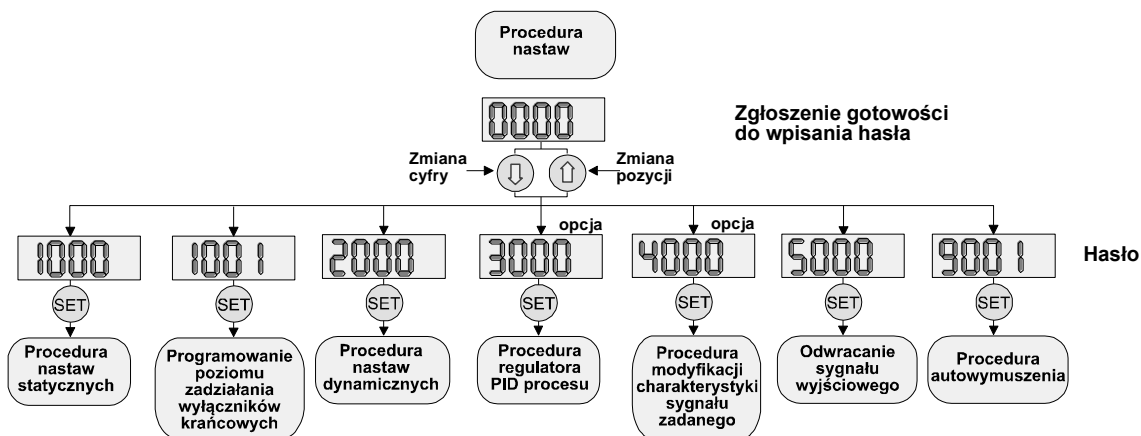 Procedura
nastaw
0000
Zgłoszenie gotowości
do wpisania hasła
Zmiana
cyfry
Zmiana
pozycji
opcja
opcja
1000
1001
2000
3000
4000
5000
9001
Hasło
SET
SET
SET
SET
SET
SET
SET
Procedura
nastaw
statycznych
Programowanie
poziomu
zadziałania
wyłączników
krańcowych
Procedura
nastaw
dynamicznych
Procedura
regulatora
PID procesu
Procedura
modyfikacji
charakterystyki
sygnału
zadanego
Odwracanie
sygnału
wyjściowego
Procedura
autowymuszenia